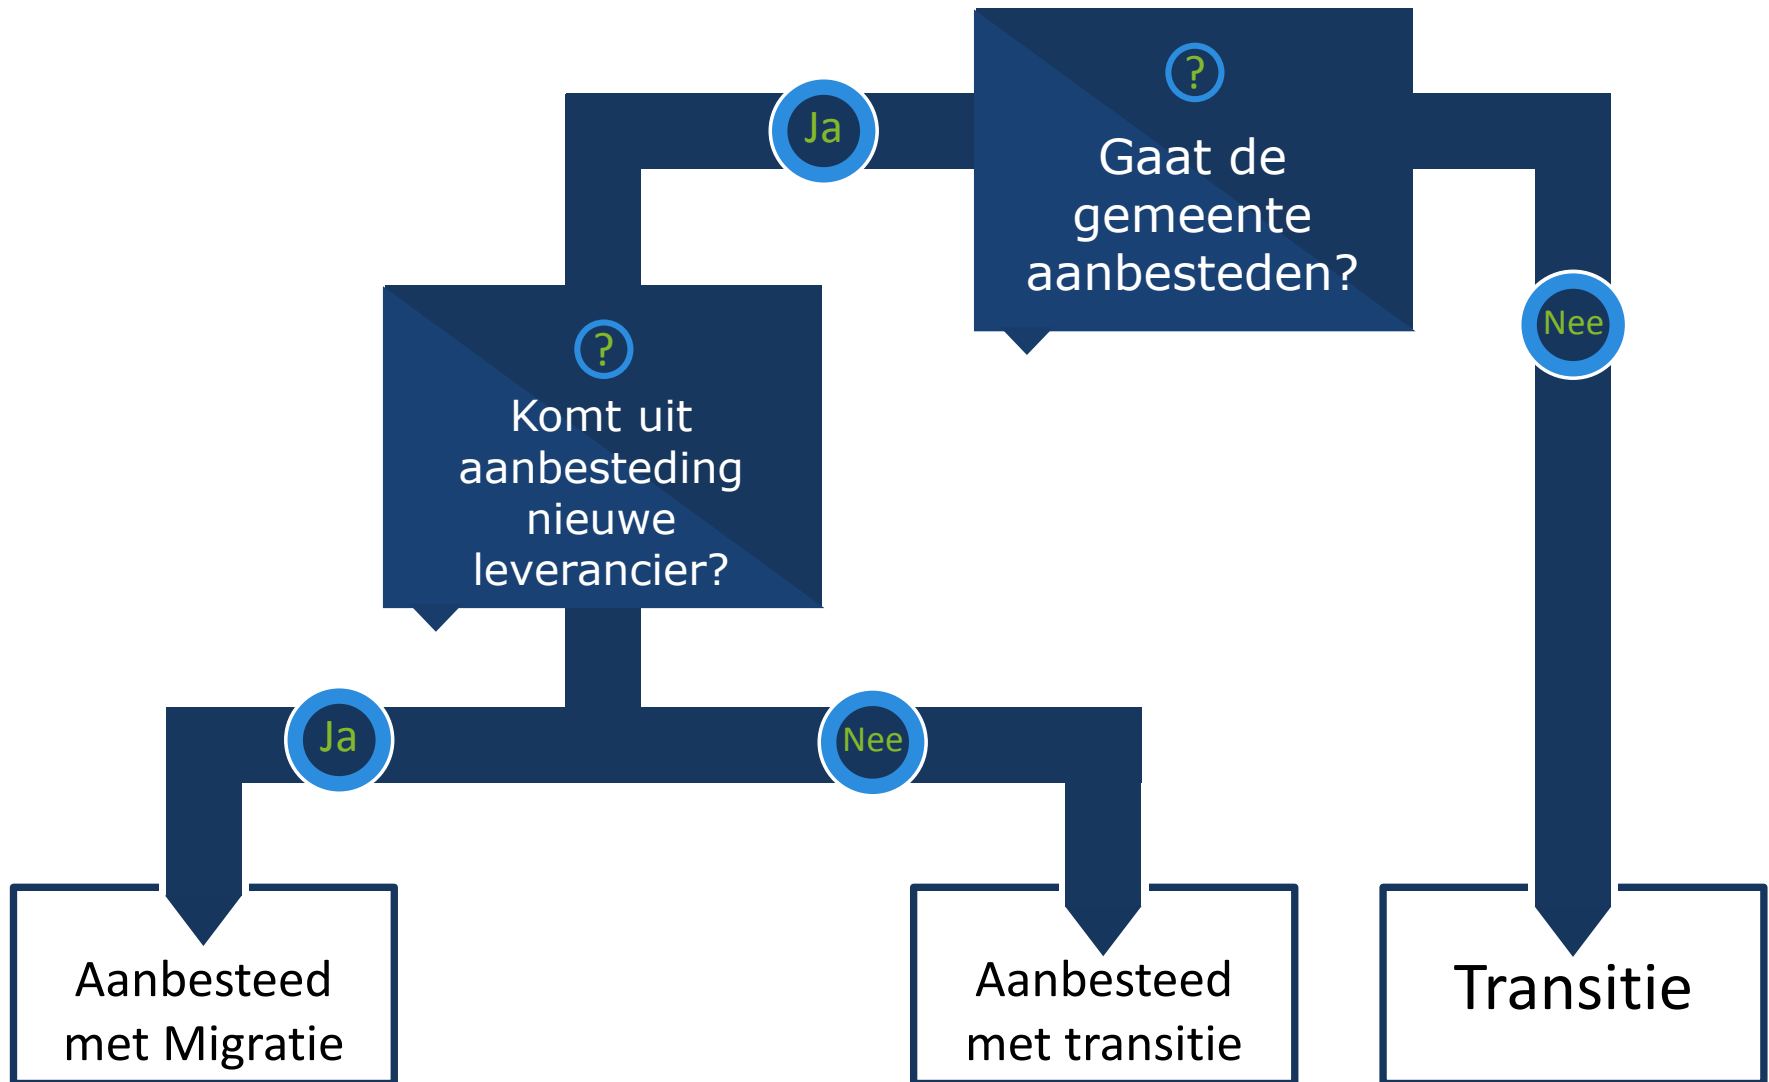 ?
Gaat de
gemeente
aanbesteden?
Ja
Nee
?
Komt uit
aanbesteding
nieuwe
leverancier?
Ja
Nee
Aanbesteed
met Migratie
Aanbesteed
met transitie
Transitie